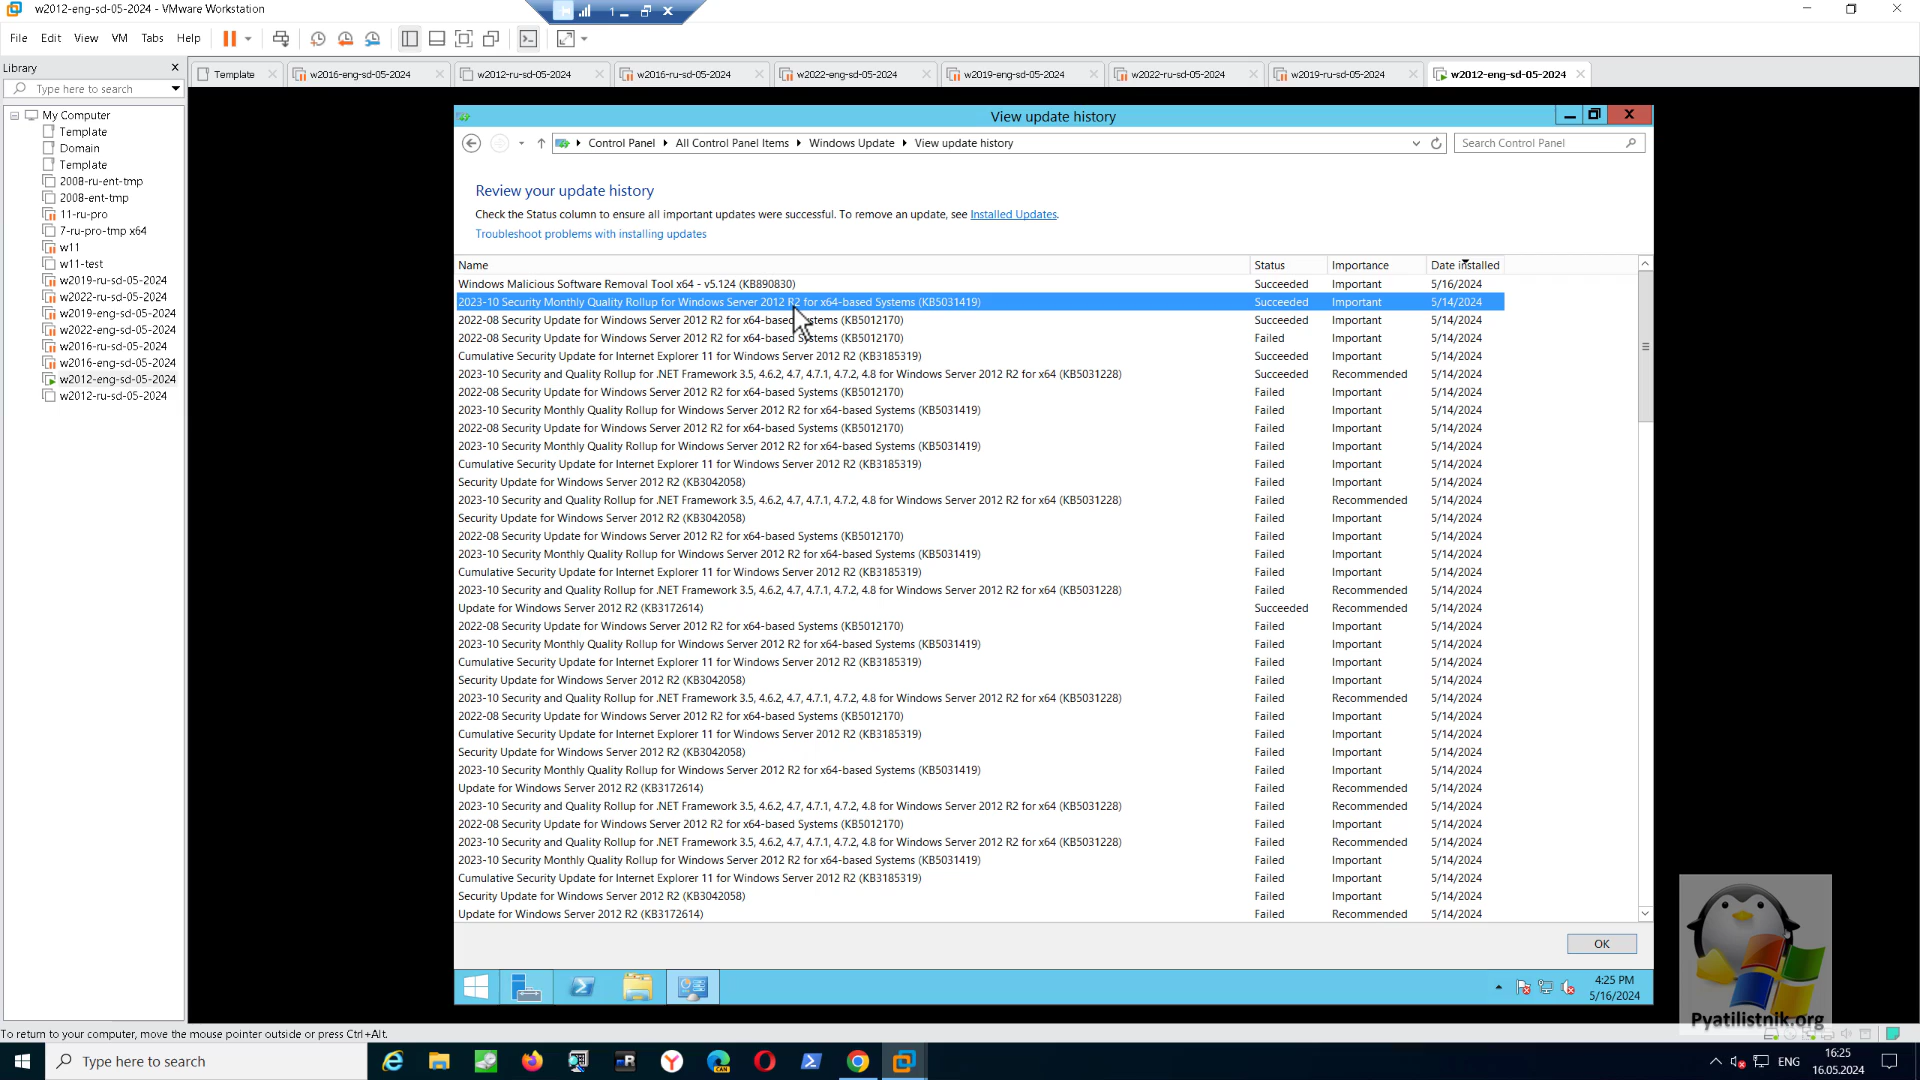 w2012-eng-sd-05-2024 - VMware Workstation
1
File Edit View VM Tabs Help
Library
Template w2016-eng-sd-05-2024 w2012-ru-sd-05-2024 w2016-ru-sd-05-2024 w2022-eng-sd-05-2024 w2019-eng-sd-05-2024 w2022-ru-sd-05-2024 w2019-ru-sd-05-2024 w2012-eng-sd-05-2024
Type here to search
My Computer
Template
Domain
Template
2008-ru-ent-tmp
2008-ent-tmp
11-ru-pro
7-ru-pro-tmp x64
w11
w11-test
w2019-ru-sd-05-2024
w2022-ru-sd-05-2024
w2019-eng-sd-05-2024
w2022-eng-sd-05-2024
w2016-ru-sd-05-2024
w2016-eng-sd-05-2024
w2012-eng-sd-05-2024
w2012-ru-sd-05-2024
View update history
Control Panel All Control Panel Items Windows Update View update history Search Control Panel
Review your update history
Check the Status column to ensure all important updates were successful. To remove an update, see Installed Updates.
Troubleshoot problems with installing updates
Name Status Importance Date installed
Windows Malicious Software Removal Tool x64 - v5.124 (KB890830) Succeeded Important 5/16/2024
2023-10 Security Monthly Quality Rollup for Windows Server 2012 R2 for x64-based Systems (KB5031419) Succeeded Important 5/14/2024
2022-08 Security Update for Windows Server 2012 R2 for x64-based Systems (KB5012170) Succeeded Important 5/14/2024
2022-08 Security Update for Windows Server 2012 R2 for x64-based Systems (KB5012170) Failed Important 5/14/2024
Cumulative Security Update for Internet Explorer 11 for Windows Server 2012 R2 (KB3185319) Succeeded Important 5/14/2024
2023-10 Security and Quality Rollup for .NET Framework 3.5, 4.6.2, 4.7, 4.7.1, 4.7.2, 4.8 for Windows Server 2012 R2 for x64 (KB5031228) Succeeded Recommended 5/14/2024
2022-08 Security Update for Windows Server 2012 R2 for x64-based Systems (KB5012170) Failed Important 5/14/2024
2023-10 Security Monthly Quality Rollup for Windows Server 2012 R2 for x64-based Systems (KB5031419) Failed Important 5/14/2024
2022-08 Security Update for Windows Server 2012 R2 for x64-based Systems (KB5012170) Failed Important 5/14/2024
2023-10 Security Monthly Quality Rollup for Windows Server 2012 R2 for x64-based Systems (KB5031419) Failed Important 5/14/2024
Cumulative Security Update for Internet Explorer 11 for Windows Server 2012 R2 (KB3185319) Failed Important 5/14/2024
Security Update for Windows Server 2012 R2 (KB3042058) Failed Important 5/14/2024
2023-10 Security and Quality Rollup for .NET Framework 3.5, 4.6.2, 4.7, 4.7.1, 4.7.2, 4.8 for Windows Server 2012 R2 for x64 (KB5031228) Failed Recommended 5/14/2024
Security Update for Windows Server 2012 R2 (KB3042058) Failed Important 5/14/2024
2022-08 Security Update for Windows Server 2012 R2 for x64-based Systems (KB5012170) Failed Important 5/14/2024
2023-10 Security Monthly Quality Rollup for Windows Server 2012 R2 for x64-based Systems (KB5031419) Failed Important 5/14/2024
Cumulative Security Update for Internet Explorer 11 for Windows Server 2012 R2 (KB3185319) Failed Important 5/14/2024
2023-10 Security and Quality Rollup for .NET Framework 3.5, 4.6.2, 4.7, 4.7.1, 4.7.2, 4.8 for Windows Server 2012 R2 for x64 (KB5031228) Failed Recommended 5/14/2024
Update for Windows Server 2012 R2 (KB3172614) Succeeded Recommended 5/14/2024
2022-08 Security Update for Windows Server 2012 R2 for x64-based Systems (KB5012170) Failed Important 5/14/2024
2023-10 Security Monthly Quality Rollup for Windows Server 2012 R2 for x64-based Systems (KB5031419) Failed Important 5/14/2024
Cumulative Security Update for Internet Explorer 11 for Windows Server 2012 R2 (KB3185319) Failed Important 5/14/2024
Security Update for Windows Server 2012 R2 (KB3042058) Failed Important 5/14/2024
2023-10 Security and Quality Rollup for .NET Framework 3.5, 4.6.2, 4.7, 4.7.1, 4.7.2, 4.8 for Windows Server 2012 R2 for x64 (KB5031228) Failed Recommended 5/14/2024
2022-08 Security Update for Windows Server 2012 R2 for x64-based Systems (KB5012170) Failed Important 5/14/2024
Cumulative Security Update for Internet Explorer 11 for Windows Server 2012 R2 (KB3185319) Failed Important 5/14/2024
Security Update for Windows Server 2012 R2 (KB3042058) Failed Important 5/14/2024
2023-10 Security Monthly Quality Rollup for Windows Server 2012 R2 for x64-based Systems (KB5031419) Failed Important 5/14/2024
Update for Windows Server 2012 R2 (KB3172614) Failed Recommended 5/14/2024
2023-10 Security and Quality Rollup for .NET Framework 3.5, 4.6.2, 4.7, 4.7.1, 4.7.2, 4.8 for Windows Server 2012 R2 for x64 (KB5031228) Failed Recommended 5/14/2024
2022-08 Security Update for Windows Server 2012 R2 for x64-based Systems (KB5012170) Failed Important 5/14/2024
2023-10 Security and Quality Rollup for .NET Framework 3.5, 4.6.2, 4.7, 4.7.1, 4.7.2, 4.8 for Windows Server 2012 R2 for x64 (KB5031228) Failed Recommended 5/14/2024
2023-10 Security Monthly Quality Rollup for Windows Server 2012 R2 for x64-based Systems (KB5031419) Failed Important 5/14/2024
Cumulative Security Update for Internet Explorer 11 for Windows Server 2012 R2 (KB3185319) Failed Important 5/14/2024
Security Update for Windows Server 2012 R2 (KB3042058) Failed Important 5/14/2024
Update for Windows Server 2012 R2 (KB3172614) Failed Recommended 5/14/2024
OK
4:25 PM
5/16/2024
Pyatilistnik.org
To return to your computer, move the mouse pointer outside or press Ctrl+Alt.
Type here to search
CAN
ENG
16:25
16.05.2024